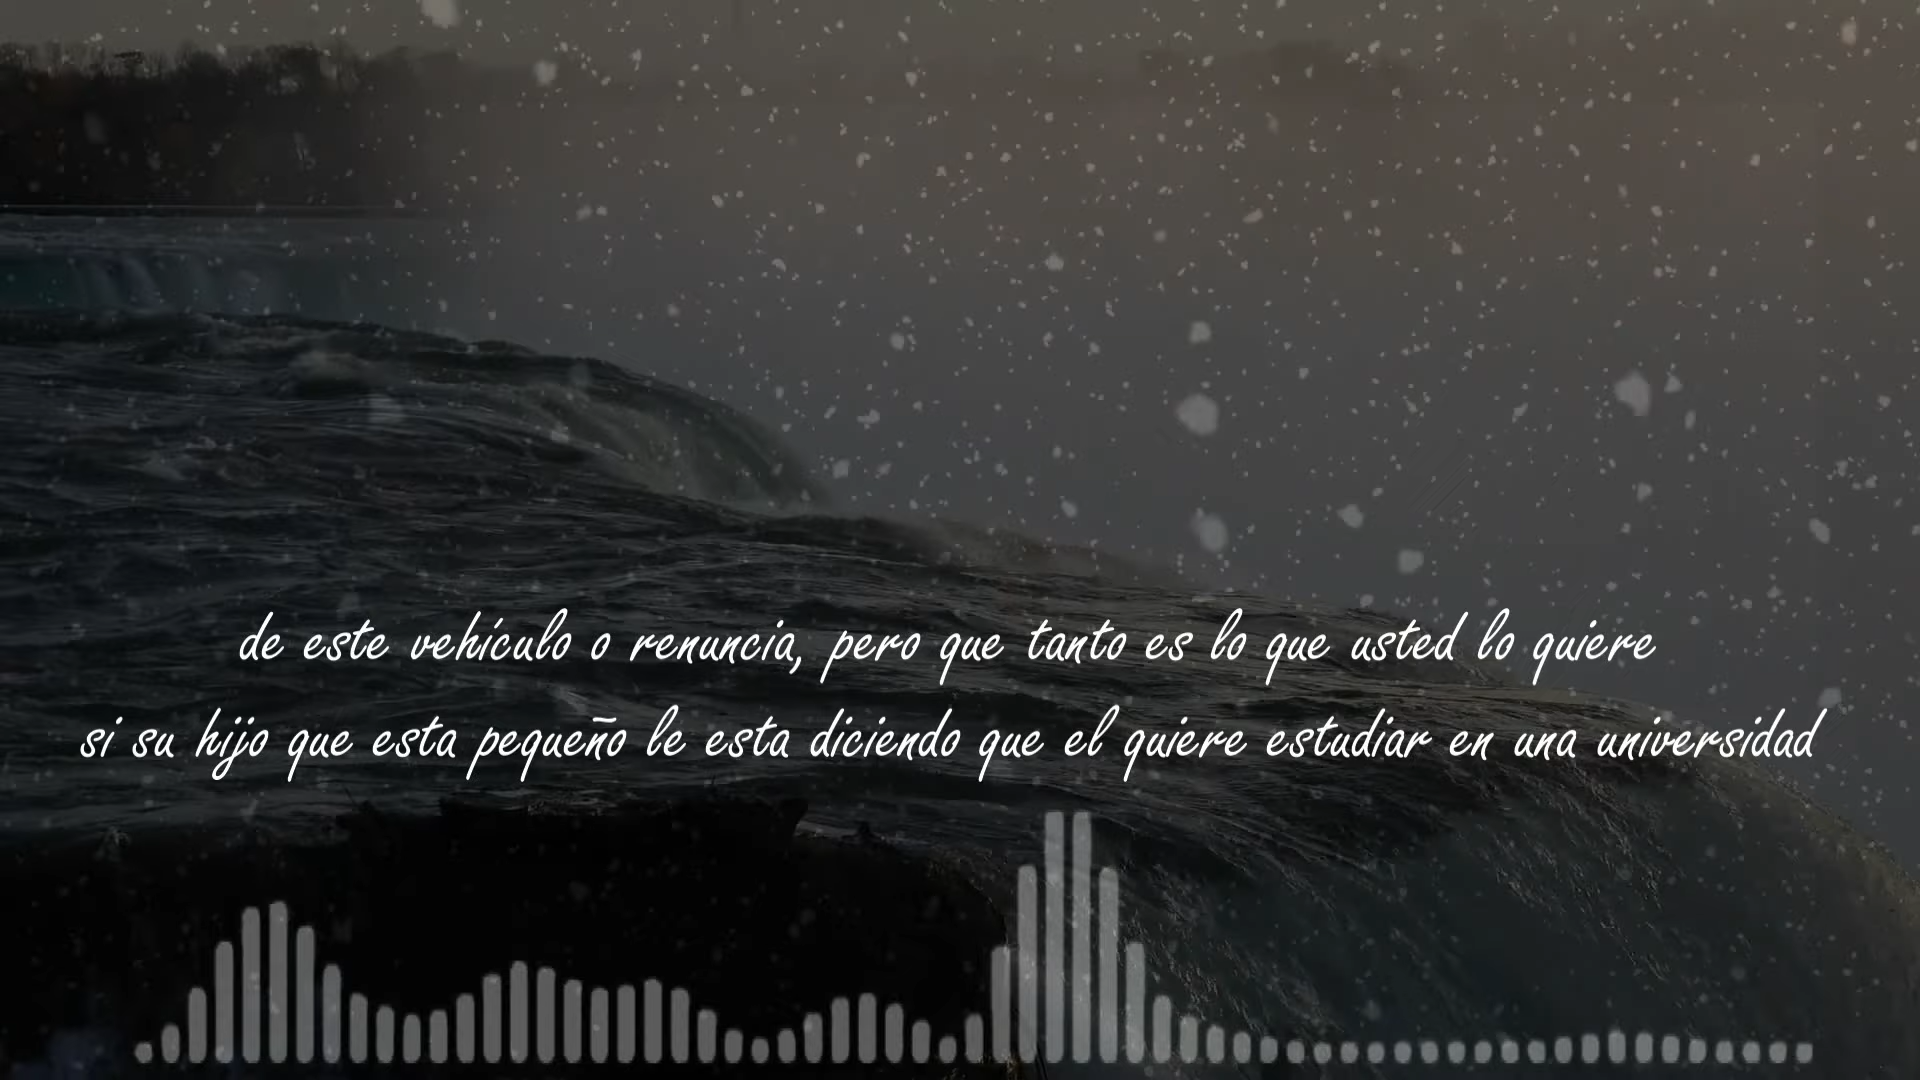 de este vehículo o renuncia, pero que tanto es lo que usted lo quiere
si su hijo que esta pequeño le esta diciendo que el quiere estudiar en una universidad